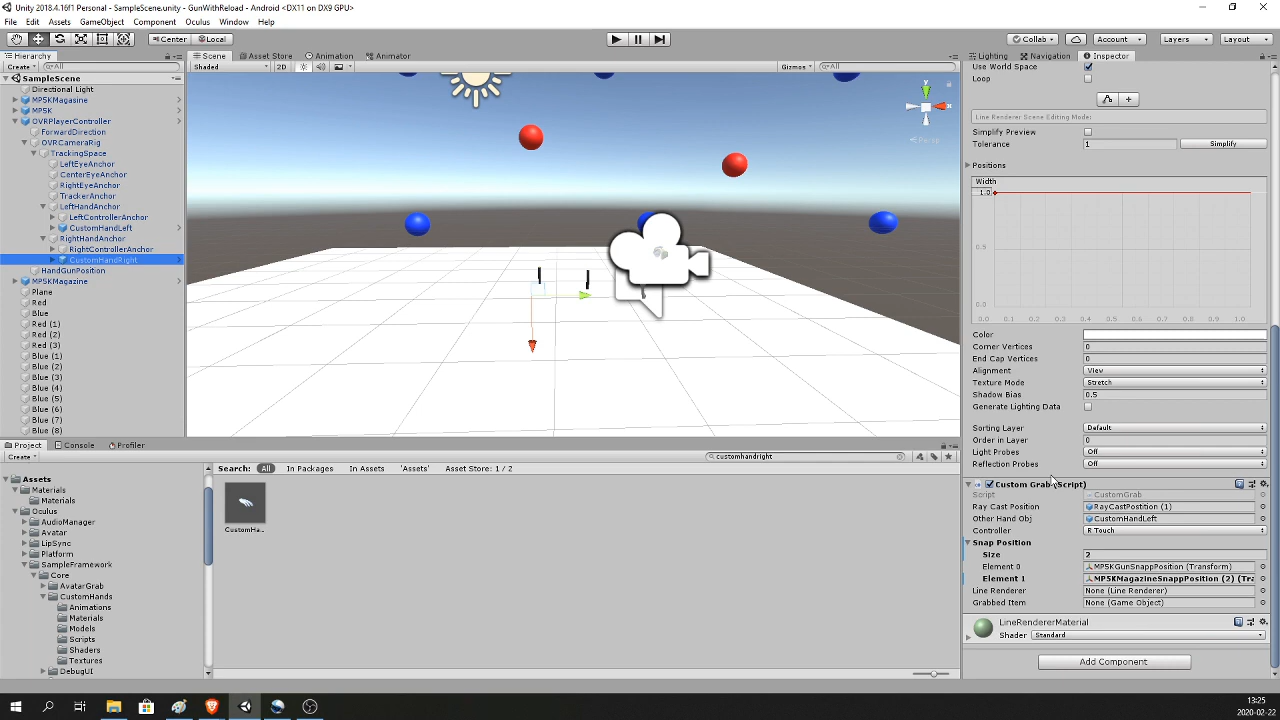 Unity 2018.4.16f1 Personal - SampleScene.unity - GunWithReload - Android <DX11 on DX9 GPU>
File Edit Assets GameObject Component Oculus Window Help
Center Local Collab Account Layers Layout
Hierarchy
Create All
SampleScene
Directional Light
MP5KMagasine
MP5K
OVRPlayerController
ForwardDirection
OVRCameraRig
TrackingSpace
LeftEyeAnchor
CenterEyeAnchor
RightEyeAnchor
TrackerAnchor
LeftHandAnchor
LeftControllerAnchor
CustomHandLeft
RightHandAnchor
RightControllerAnchor
CustomHandRight
HandGunPosition
MP5KMagazine
Plane
Red
Blue
Red (1)
Red (2)
Red (3)
Blue (1)
Blue (2)
Blue (3)
Blue (4)
Blue (5)
Blue (6)
Blue (7)
Blue (8)
Scene Asset Store Animation Animator
Shaded 2D Gizmos All
y
x
Persp
Project Console Profiler
Create customhandright
Assets
Materials
Materials
Oculus
AudioManager
Avatar
LipSync
Platform
SampleFramework
Core
AvatarGrab
CustomHands
Animations
Materials
Models
Scripts
Shaders
Textures
DebugUI
Search: All In Packages In Assets 'Assets' Asset Store: 1 / 2
CustomHa...
Lighting Navigation Inspector
Use World Space
Loop
Line Renderer Scene Editing Mode:
Simplify Preview
Tolerance 1 Simplify
Positions
Width
1.0
0.5
0.0
0.0 0.1 0.2 0.3 0.4 0.5 0.6 0.7 0.8 0.9 1.0
Color
Corner Vertices 0
End Cap Vertices 0
Alignment View
Texture Mode Stretch
Shadow Bias 0.5
Generate Lighting Data
Sorting Layer Default
Order in Layer 0
Light Probes Off
Reflection Probes Off
Custom Grab (Script)
Script CustomGrab
Ray Cast Position RayCastPostition (1)
Other Hand Obj CustomHandLeft
Controller R Touch
Snap Position
Size 2
Element 0 MP5KGunSnappPosition (Transform)
Element 1 MP5KMagazineSnappPosition (2) (Tra
Line Renderer None (Line Renderer)
Grabbed Item None (Game Object)
LineRendererMaterial
Shader Standard
Add Component
13:25
2020-02-22